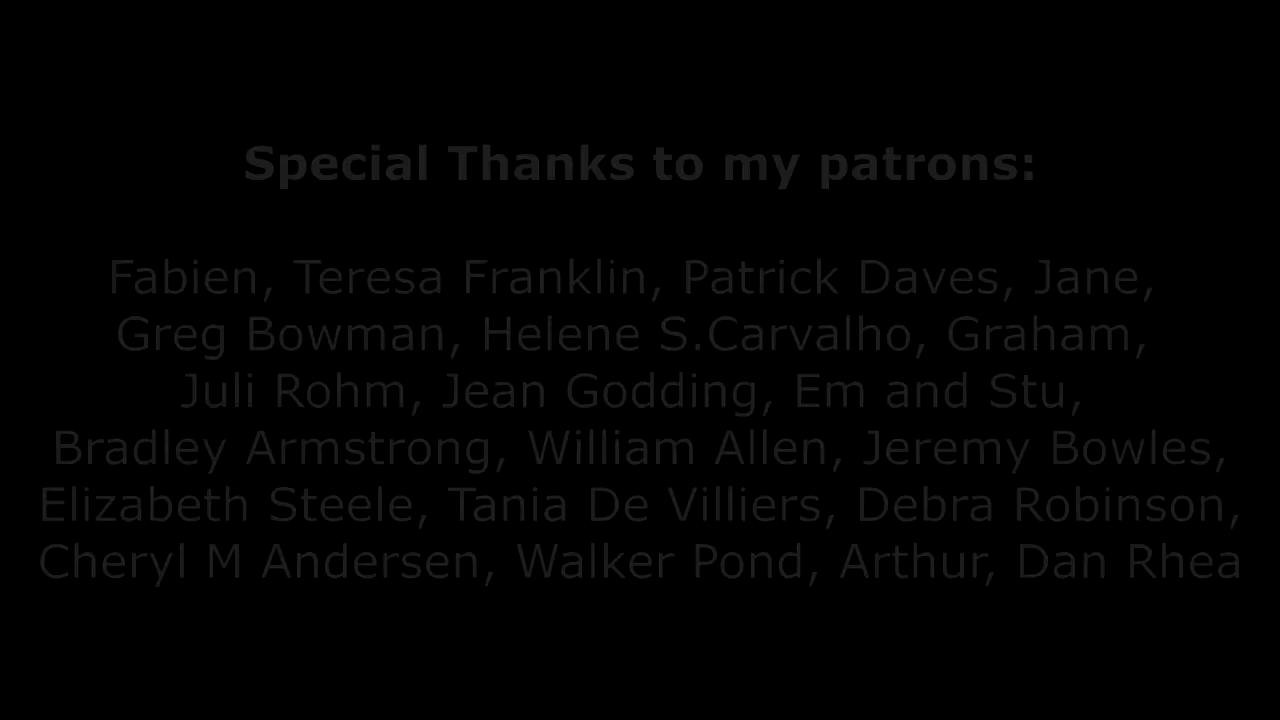 Special Thanks to my patrons:
Fabien, Teresa Franklin, Patrick Daves, Jane,
Greg Bowman, Helene S.Carvalho, Graham,
Juli Rohm, Jean Godding, Em and Stu,
Bradley Armstrong, William Allen, Jeremy Bowles,
Elizabeth Steele, Tania De Villiers, Debra Robinson,
Cheryl M Andersen, Walker Pond, Arthur, Dan Rhea